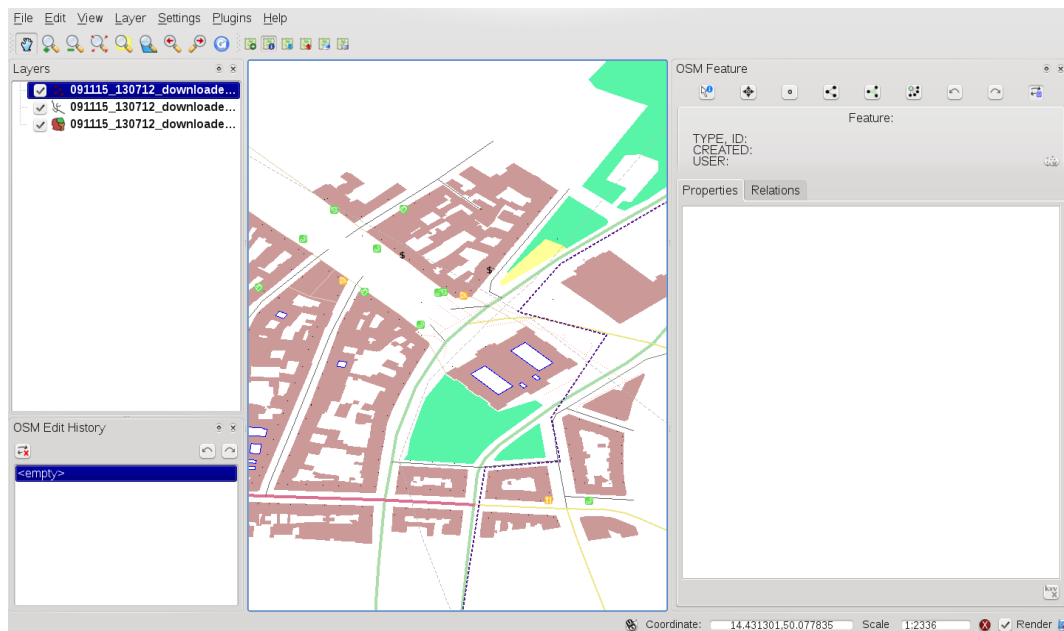 File Edit View Layer Settings Plugins Help
Layers
091115_130712_downloade...
091115_130712_downloade...
091115_130712_downloade...
OSM Edit History
<empty>
$
$
OSM Feature
Feature:
TYPE, ID:
CREATED:
USER:
Properties Relations
Coordinate: 14.431301,50.077835 Scale 1:2336 Render